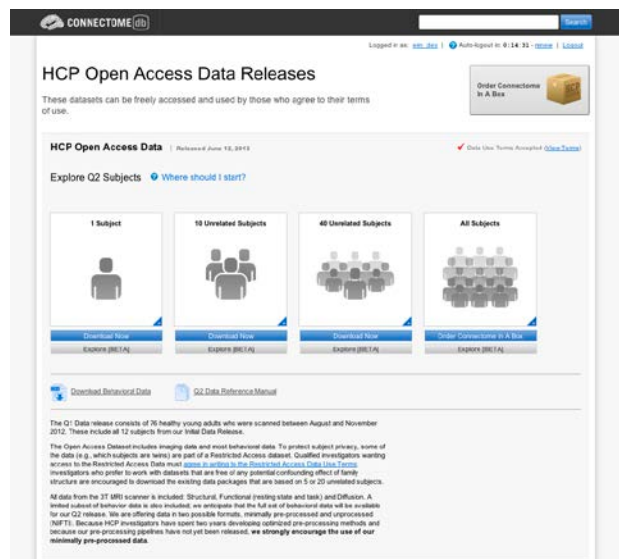 CONNECTOME db
Search
Logged in as: | Auto-logout in 0:14:31 - renew | Logout
HCP Open Access Data Releases
These datasets can be freely accessed and used by those who agree to their terms
of use.
Order Connectome
In A Box
HCP Open Access Data | Released June 12, 2013
Data Use Terms Accepted (View Terms)
Explore Q2 Subjects Where should I start?
1 Subject
10 Unrelated Subjects
40 Unrelated Subjects
All Subjects
Download Now
Download Now
Download Now
Order Connectome in A Box
Explore [BETA]
Explore [BETA]
Explore [BETA]
Explore [BETA]
Download Behavioral Data
Q2 Data Reference Manual
The Q1 Data release consists of 76 healthy young adults who were scanned between August and November
2012. These include all 12 subjects from our Initial Data Release.
The Open Access Dataset includes imaging data and most behavioral data. To protect subject privacy, some of
the data (e.g., which subjects are twins) are part of a Restricted Access dataset. Qualified investigators wanting
access to the Restricted Access Data must agree in writing to the Restricted Access Data Use Terms
Investigators who prefer to work with datasets that are free of any potential confounding effect of family
structure are encouraged to download the existing data packages that are based on 5 or 20 unrelated subjects.
All data from the 3T MRI scanner is included: Structural, Functional (resting state and task) and Diffusion. A
limited subset of behavior data is also included; we anticipate that the full set of behavioral data will be available
for our Q2 release. We are offering data in two possible formats, minimally pre-processed and unprocessed
(NIFTI). Because HCP investigators have spent two years developing optimized pre-processing methods and
because our pre-processing pipelines have not yet been released, we strongly encourage the use of our
minimally pre-processed data.